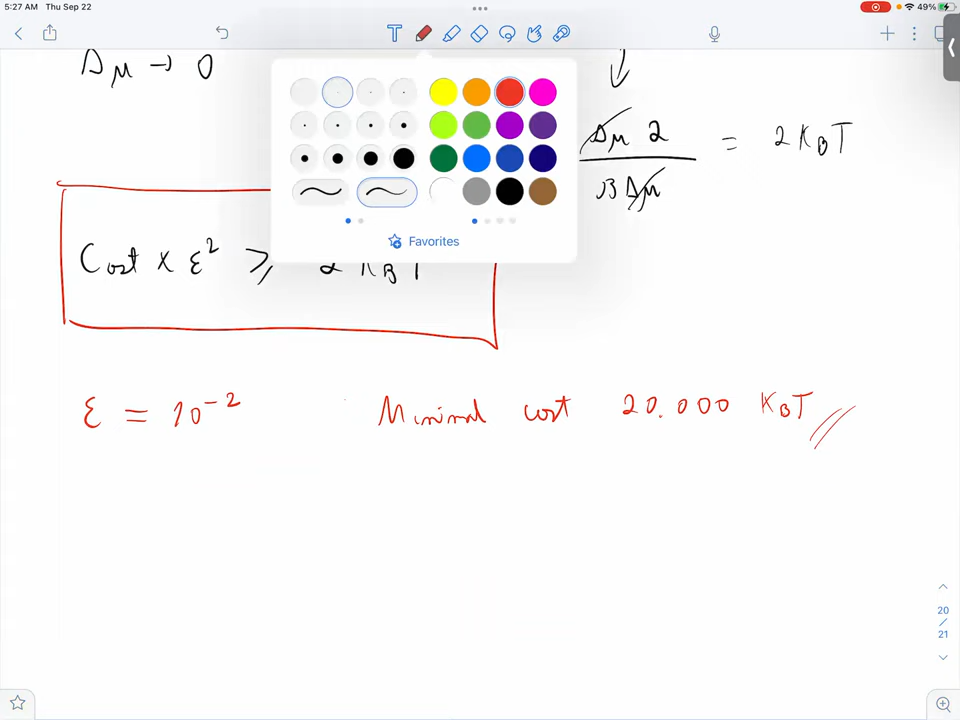 5:27 AM Thu Sep 22
49%
T
Δμ → 0
Δμ 2
β Δμ
= 2 K_B T
Favorites
Cost × ε² ⩾ 2 K_B T
ε = 10⁻² Minimal cost 20.000 K_B T
20
/
21